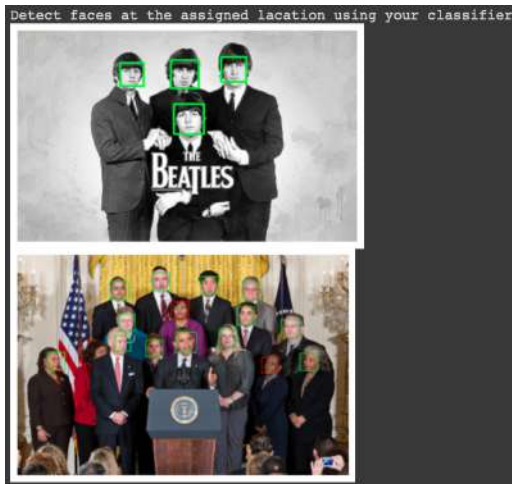 Detect faces at the assigned lacation using your classifier
THE
BEATLES